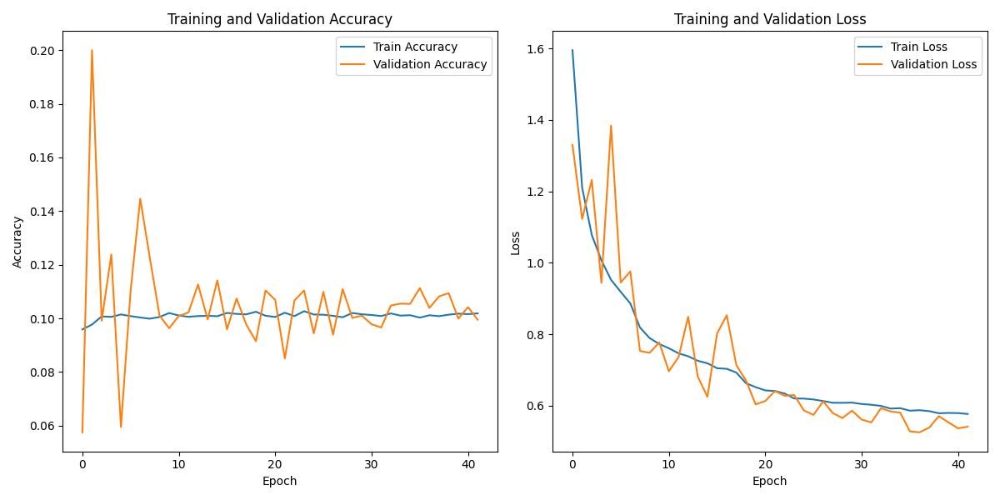 Training and Validation Accuracy
Train Accuracy
Validation Accuracy
Accuracy
0.20
0.18
0.16
0.14
0.12
0.10
0.08
0.06
0
10
20
30
40
Epoch
Training and Validation Loss
Train Loss
Validation Loss
Loss
1.6
1.4
1.2
1.0
0.8
0.6
0
10
20
30
40
Epoch